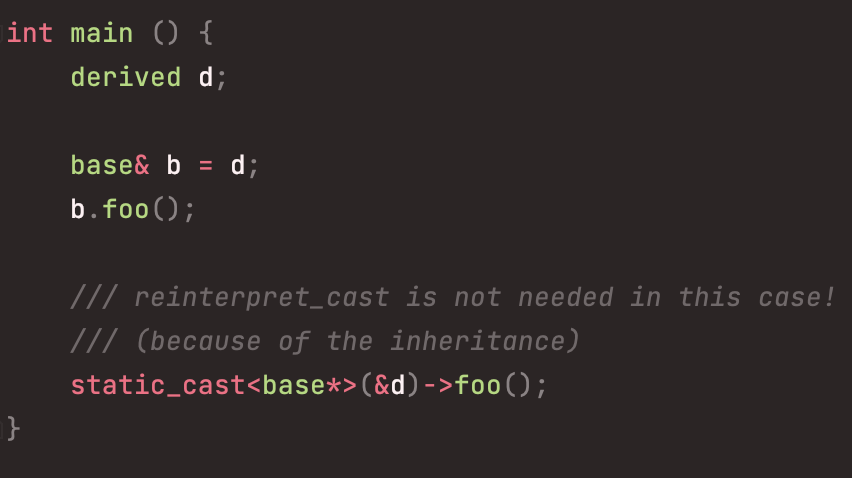 int main () {
derived d;
base& b = d;
b.foo();
/// reinterpret_cast is not needed in this case!
/// (because of the inheritance)
static_cast<base*>(&d)->foo();
}